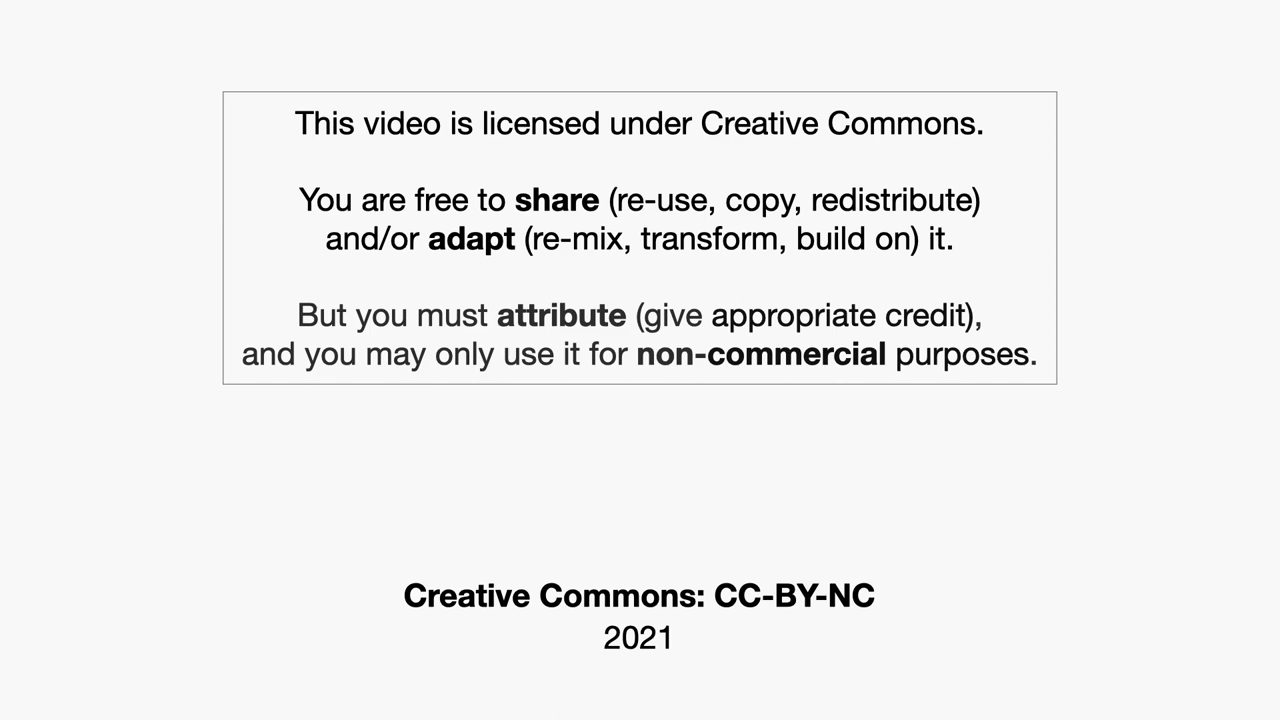 This video is licensed under Creative Commons.
You are free to share (re-use, copy, redistribute)
and/or adapt (re-mix, transform, build on) it.
But you must attribute (give appropriate credit),
and you may only use it for non-commercial purposes.
Creative Commons: CC-BY-NC
2021